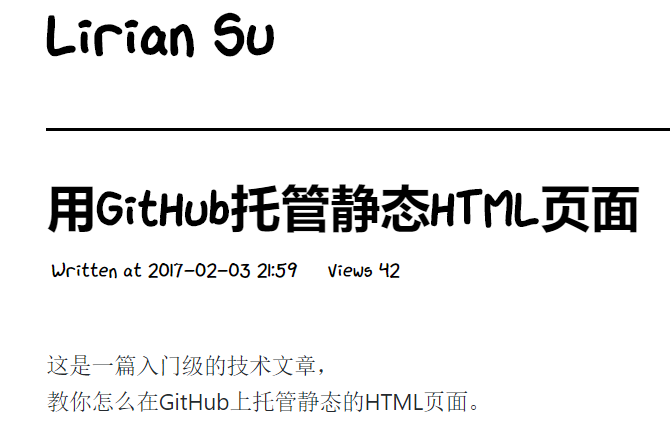 Lirian Su
用GitHub托管静态HTML页面
Written at 2017-02-03 21:59 Views 42
这是一篇入门级的技术文章，
教你怎么在GitHub上托管静态的HTML页面。